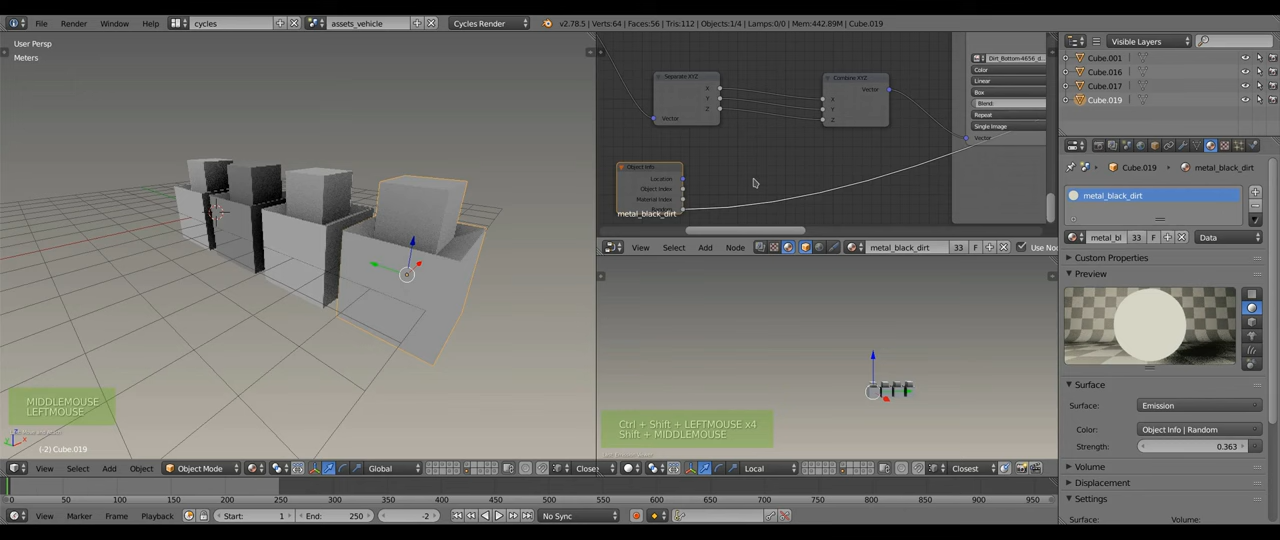 File Render Window Help cycles assets_vehicle Cycles Render v2.78.5 | Verts:64 | Faces:56 | Tris:112 | Objects:1/4 | Lamps:0/0 | Mem:442.89M | Cube.019
User Persp
Meters
Separate XYZ
X
Y
Z
Vector
Combine XYZ
Vector
X
Y
Z
Dirt_Bottom4656_d...
Color
Linear
Box
Blend
Repeat
Single Image
Vector
Object Info
Location
Object Index
Material Index
Random
metal_black_dirt
View Select Add Node metal_black_dirt 33 F Use No
Visible Layers
Cube.001
Cube.016
Cube.017
Cube.019
Cube.019 metal_black_dirt
metal_black_dirt
metal_bl 33 F Data
Custom Properties
Preview
Surface
Surface: Emission
Color: Object Info | Random
Strength: 0.363
Volume
Displacement
Settings
Surface: Volume:
MIDDLEMOUSE
LEFTMOUSE
(-2) Cube.019
Ctrl + Shift + LEFTMOUSE x4
Shift + MIDDLEMOUSE
View Select Add Object Object Mode Global Close
View Select Add Object Local Closest
0 50 100 150 200 250 300 350 400 450 500 550 600 650 700 750 800 850 900 950
View Marker Frame Playback Start: 1 End: 250 -2 No Sync